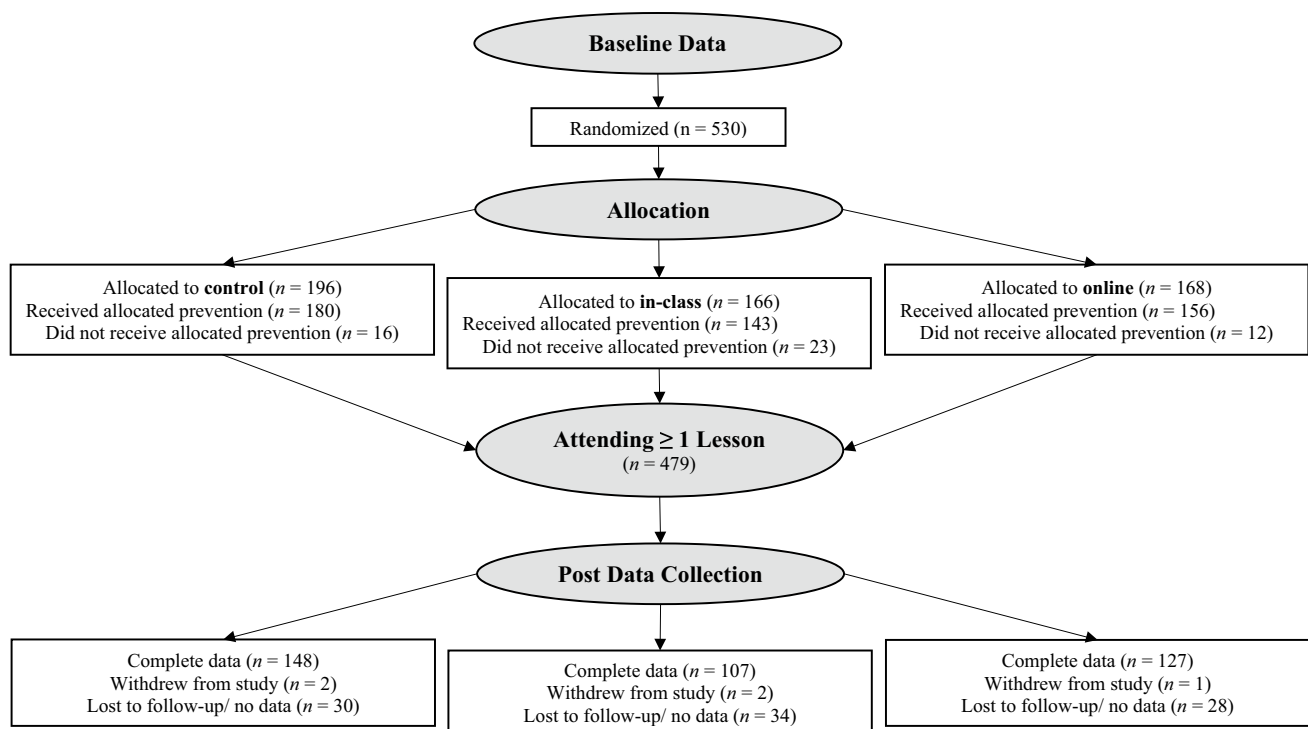 Baseline Data
Randomized (n = 530)
Allocation
Allocated to control (n = 196)
Received allocated prevention (n = 180)
Did not receive allocated prevention (n = 16)
Allocated to in-class (n = 166)
Received allocated prevention (n = 143)
Did not receive allocated prevention (n = 23)
Allocated to online (n = 168)
Received allocated prevention (n = 156)
Did not receive allocated prevention (n = 12)
Attending ≥ 1 Lesson
(n = 479)
Post Data Collection
Complete data (n = 148)
Withdrew from study (n = 2)
Lost to follow-up/ no data (n = 30)
Complete data (n = 107)
Withdrew from study (n = 2)
Lost to follow-up/ no data (n = 34)
Complete data (n = 127)
Withdrew from study (n = 1)
Lost to follow-up/ no data (n = 28)